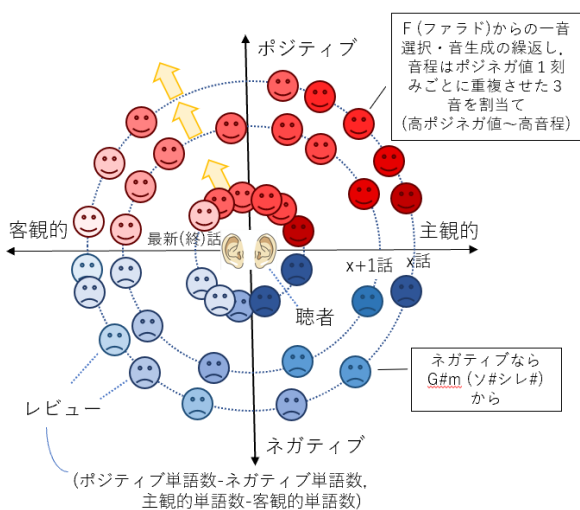 ポジティブ
F (ファラド)からの一音
選択・音生成の繰返し,
音程はポジネガ値１刻
みごとに重複させた３
音を割当て
(高ポジネガ値～高音程)
客観的
最新(終)話
主観的
x+1話
x話
聴者
ネガティブなら
G#m (ソ#シレ#)
から
レビュー
ネガティブ
(ポジティブ単語数-ネガティブ単語数,
主観的単語数-客観的単語数)